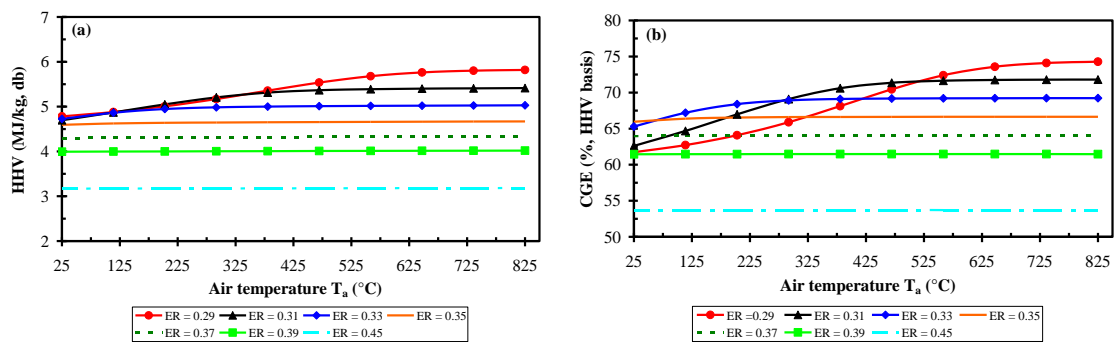 (a)
HHV (MJ/kg, db)
7
6
5
4
3
2
25 125 225 325 425 525 625 725 825
Air temperature Ta (°C)
ER = 0.29 ER = 0.31 ER = 0.33 ER = 0.35
ER = 0.37 ER = 0.39 ER = 0.45
(b)
CGE (%, HHV basis)
80
75
70
65
60
55
50
25 125 225 325 425 525 625 725 825
Air temperature Ta (°C)
ER =0.29 ER = 0.31 ER = 0.33 ER = 0.35
ER = 0.37 ER = 0.39 ER = 0.45